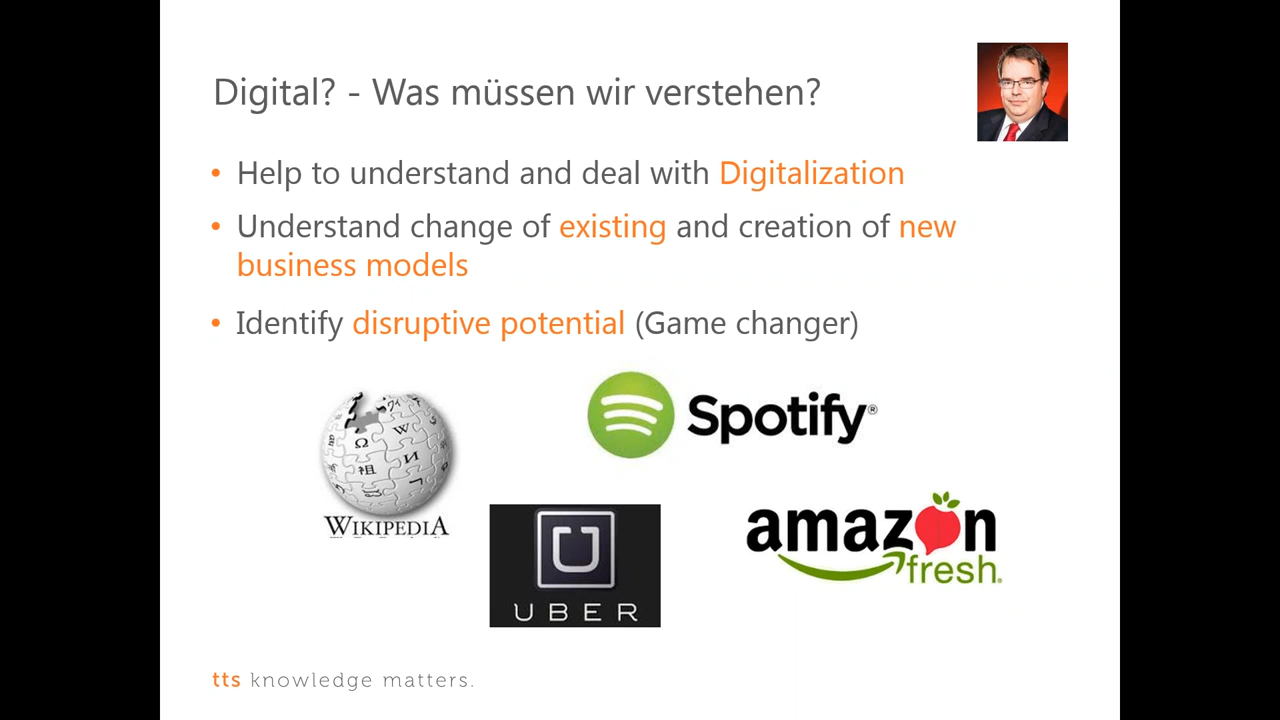 Digital? - Was müssen wir verstehen?
• Help to understand and deal with Digitalization
• Understand change of existing and creation of new
business models
• Identify disruptive potential (Game changer)
Spotify®
WIKIPEDIA
UBER
amazon
fresh.
tts knowledge matters.